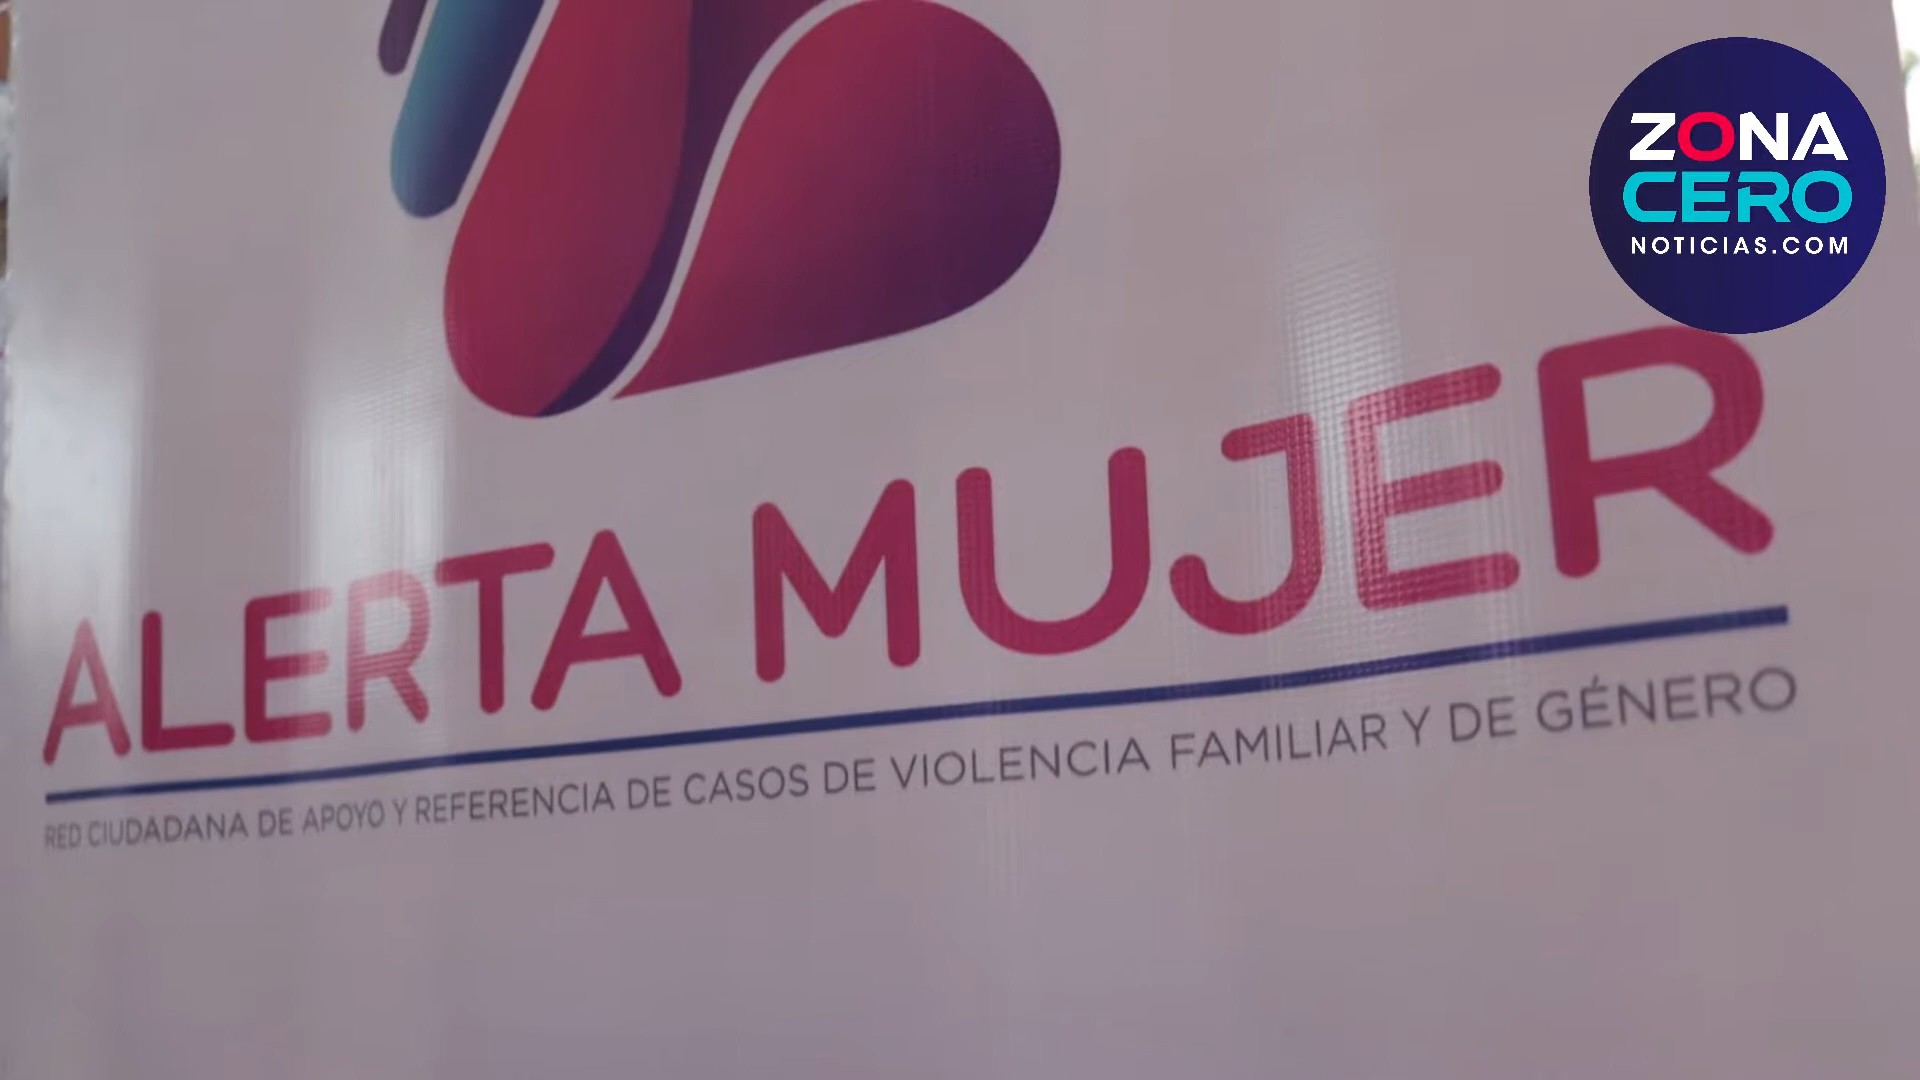 ZONA
CERO
NOTICIAS.COM
ALERTA MUJER
RED CIUDADANA DE APOYO Y REFERENCIA DE CASOS DE VIOLENCIA FAMILIAR Y DE GÉNERO